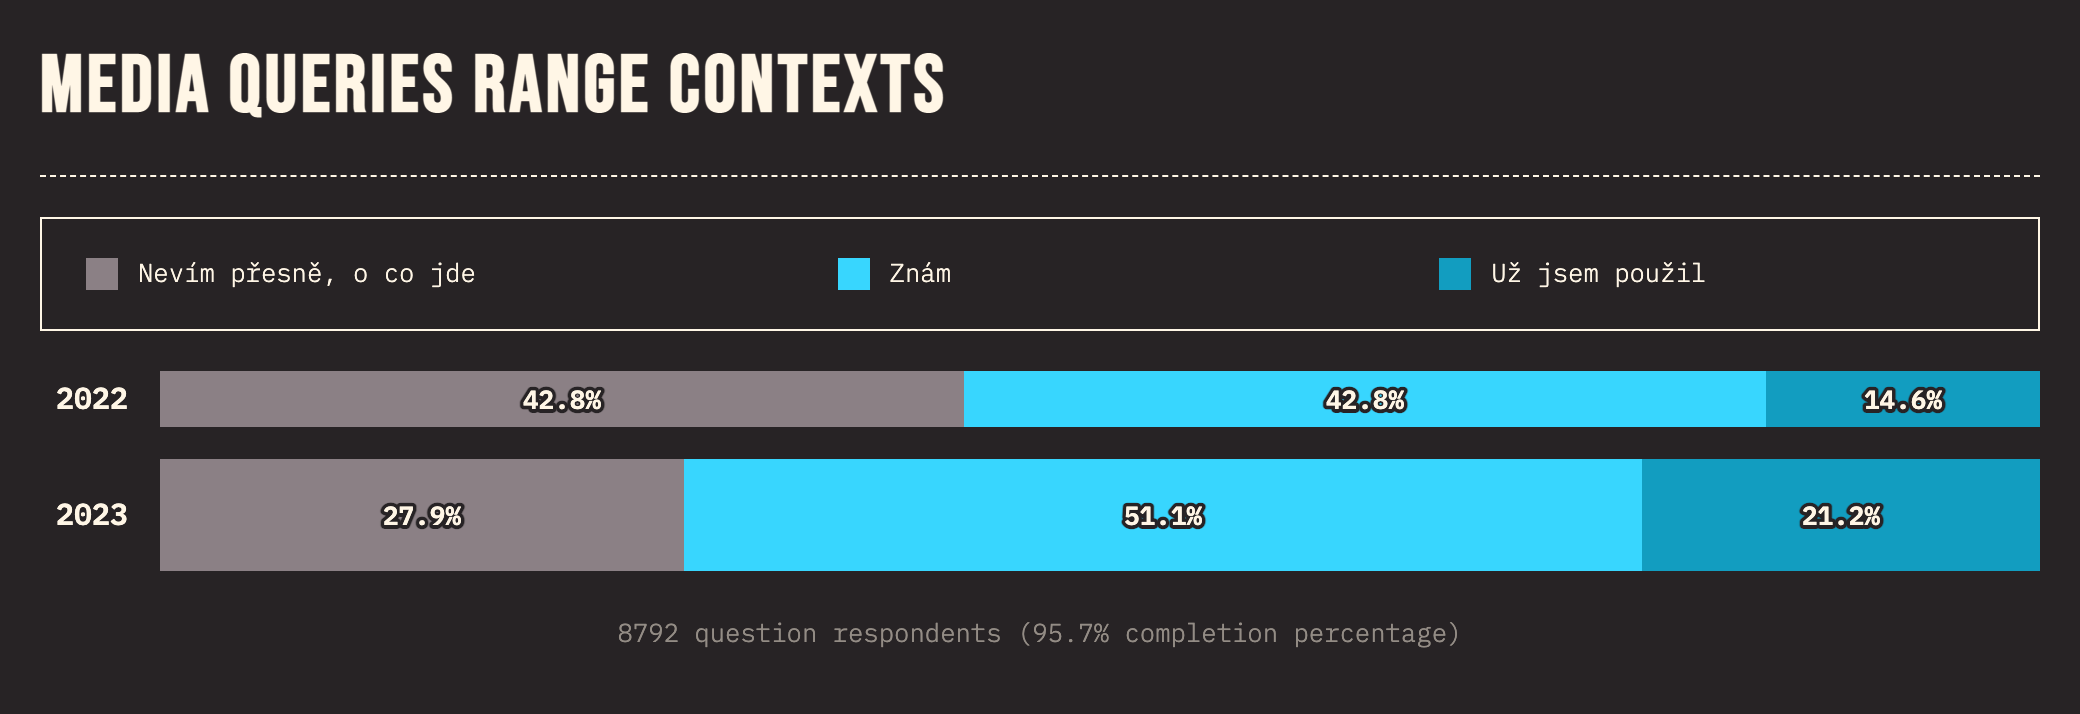 MEDIA QUERIES RANGE CONTEXTS
Nevím přesně, o co jde Znám Už jsem použil
2022 42.8% 42.8% 14.6%
2023 27.9% 51.1% 21.2%
8792 question respondents (95.7% completion percentage)